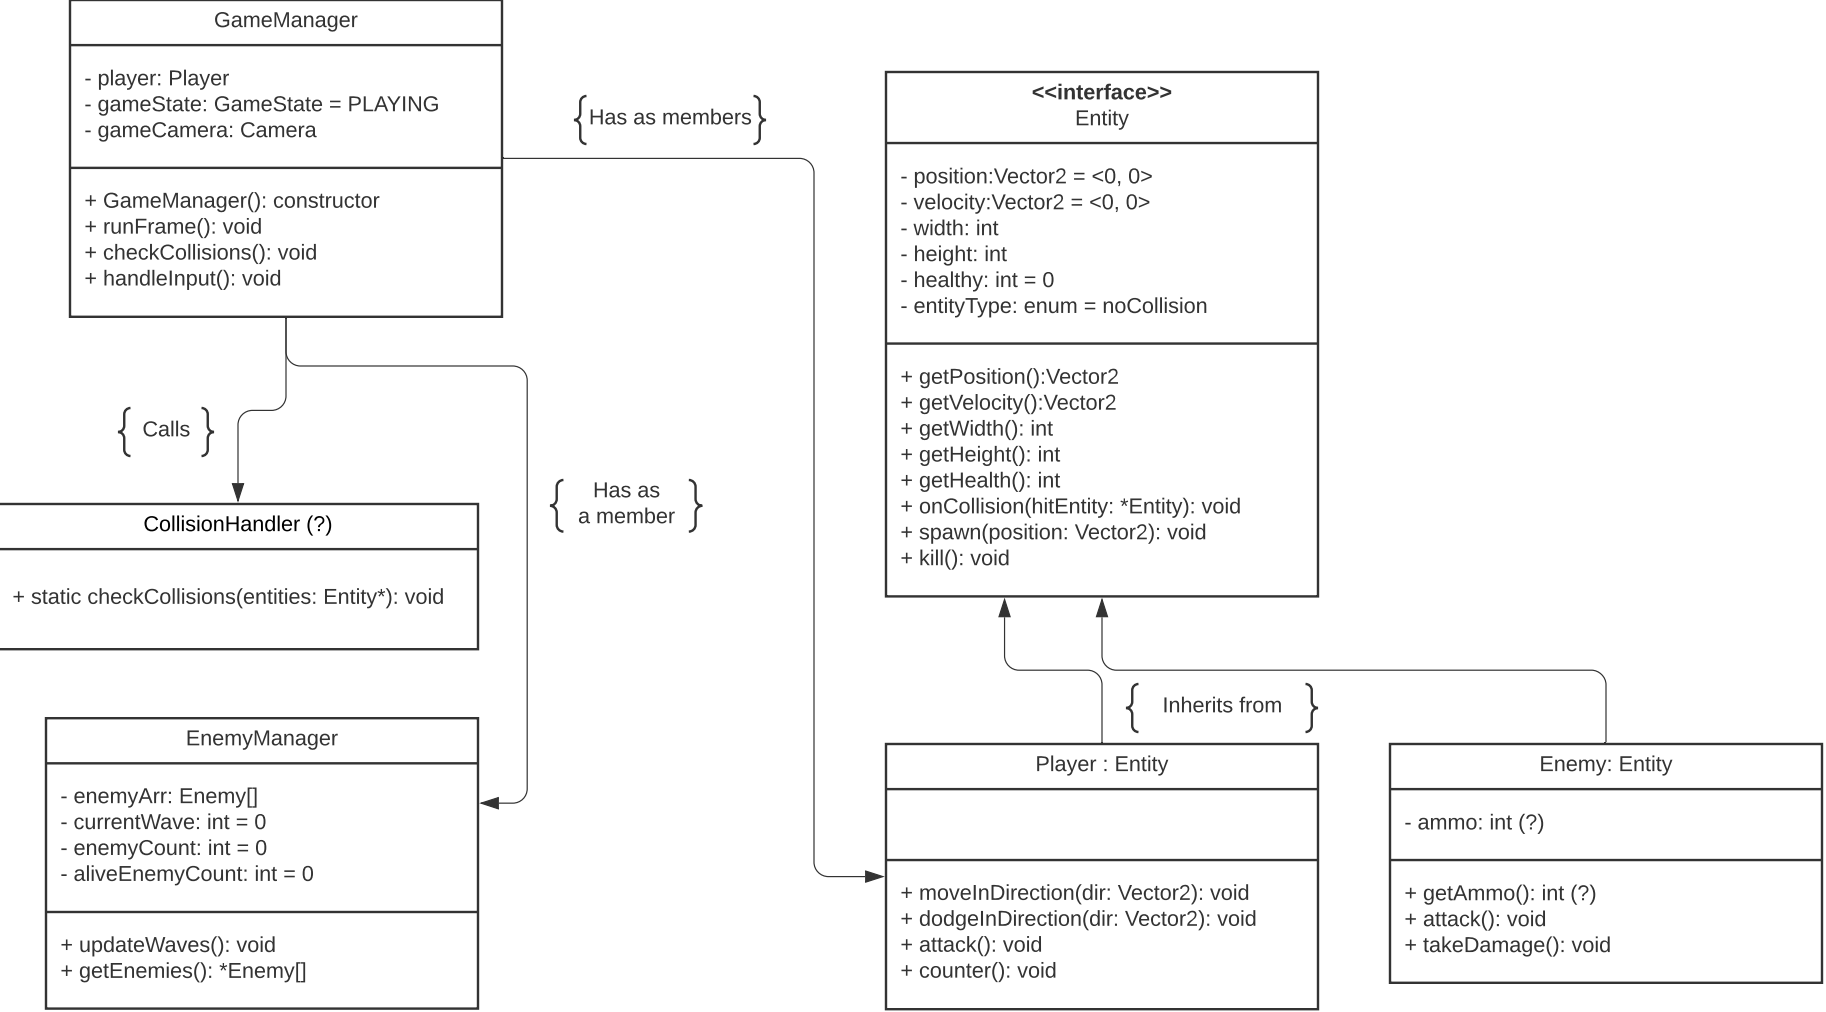 GameManager
- player: Player
- gameState: GameState = PLAYING
- gameCamera: Camera
+ GameManager(): constructor
+ runFrame(): void
+ checkCollisions(): void
+ handleInput(): void
{Has as members}
<<interface>>
Entity
- position:Vector2 = <0, 0>
- velocity:Vector2 = <0, 0>
- width: int
- height: int
- healthy: int = 0
- entityType: enum = noCollision
+ getPosition():Vector2
+ getVelocity():Vector2
+ getWidth(): int
+ getHeight(): int
+ getHealth(): int
+ onCollision(hitEntity: *Entity): void
+ spawn(position: Vector2): void
+ kill(): void
{ Calls }
CollisionHandler (?)
+ static checkCollisions(entities: Entity*): void
{ Has as
a member }
EnemyManager
- enemyArr: Enemy[]
- currentWave: int = 0
- enemyCount: int = 0
- aliveEnemyCount: int = 0
+ updateWaves(): void
+ getEnemies(): *Enemy[]
{ Inherits from }
Player : Entity
+ moveInDirection(dir: Vector2): void
+ dodgeInDirection(dir: Vector2): void
+ attack(): void
+ counter(): void
Enemy: Entity
- ammo: int (?)
+ getAmmo(): int (?)
+ attack(): void
+ takeDamage(): void